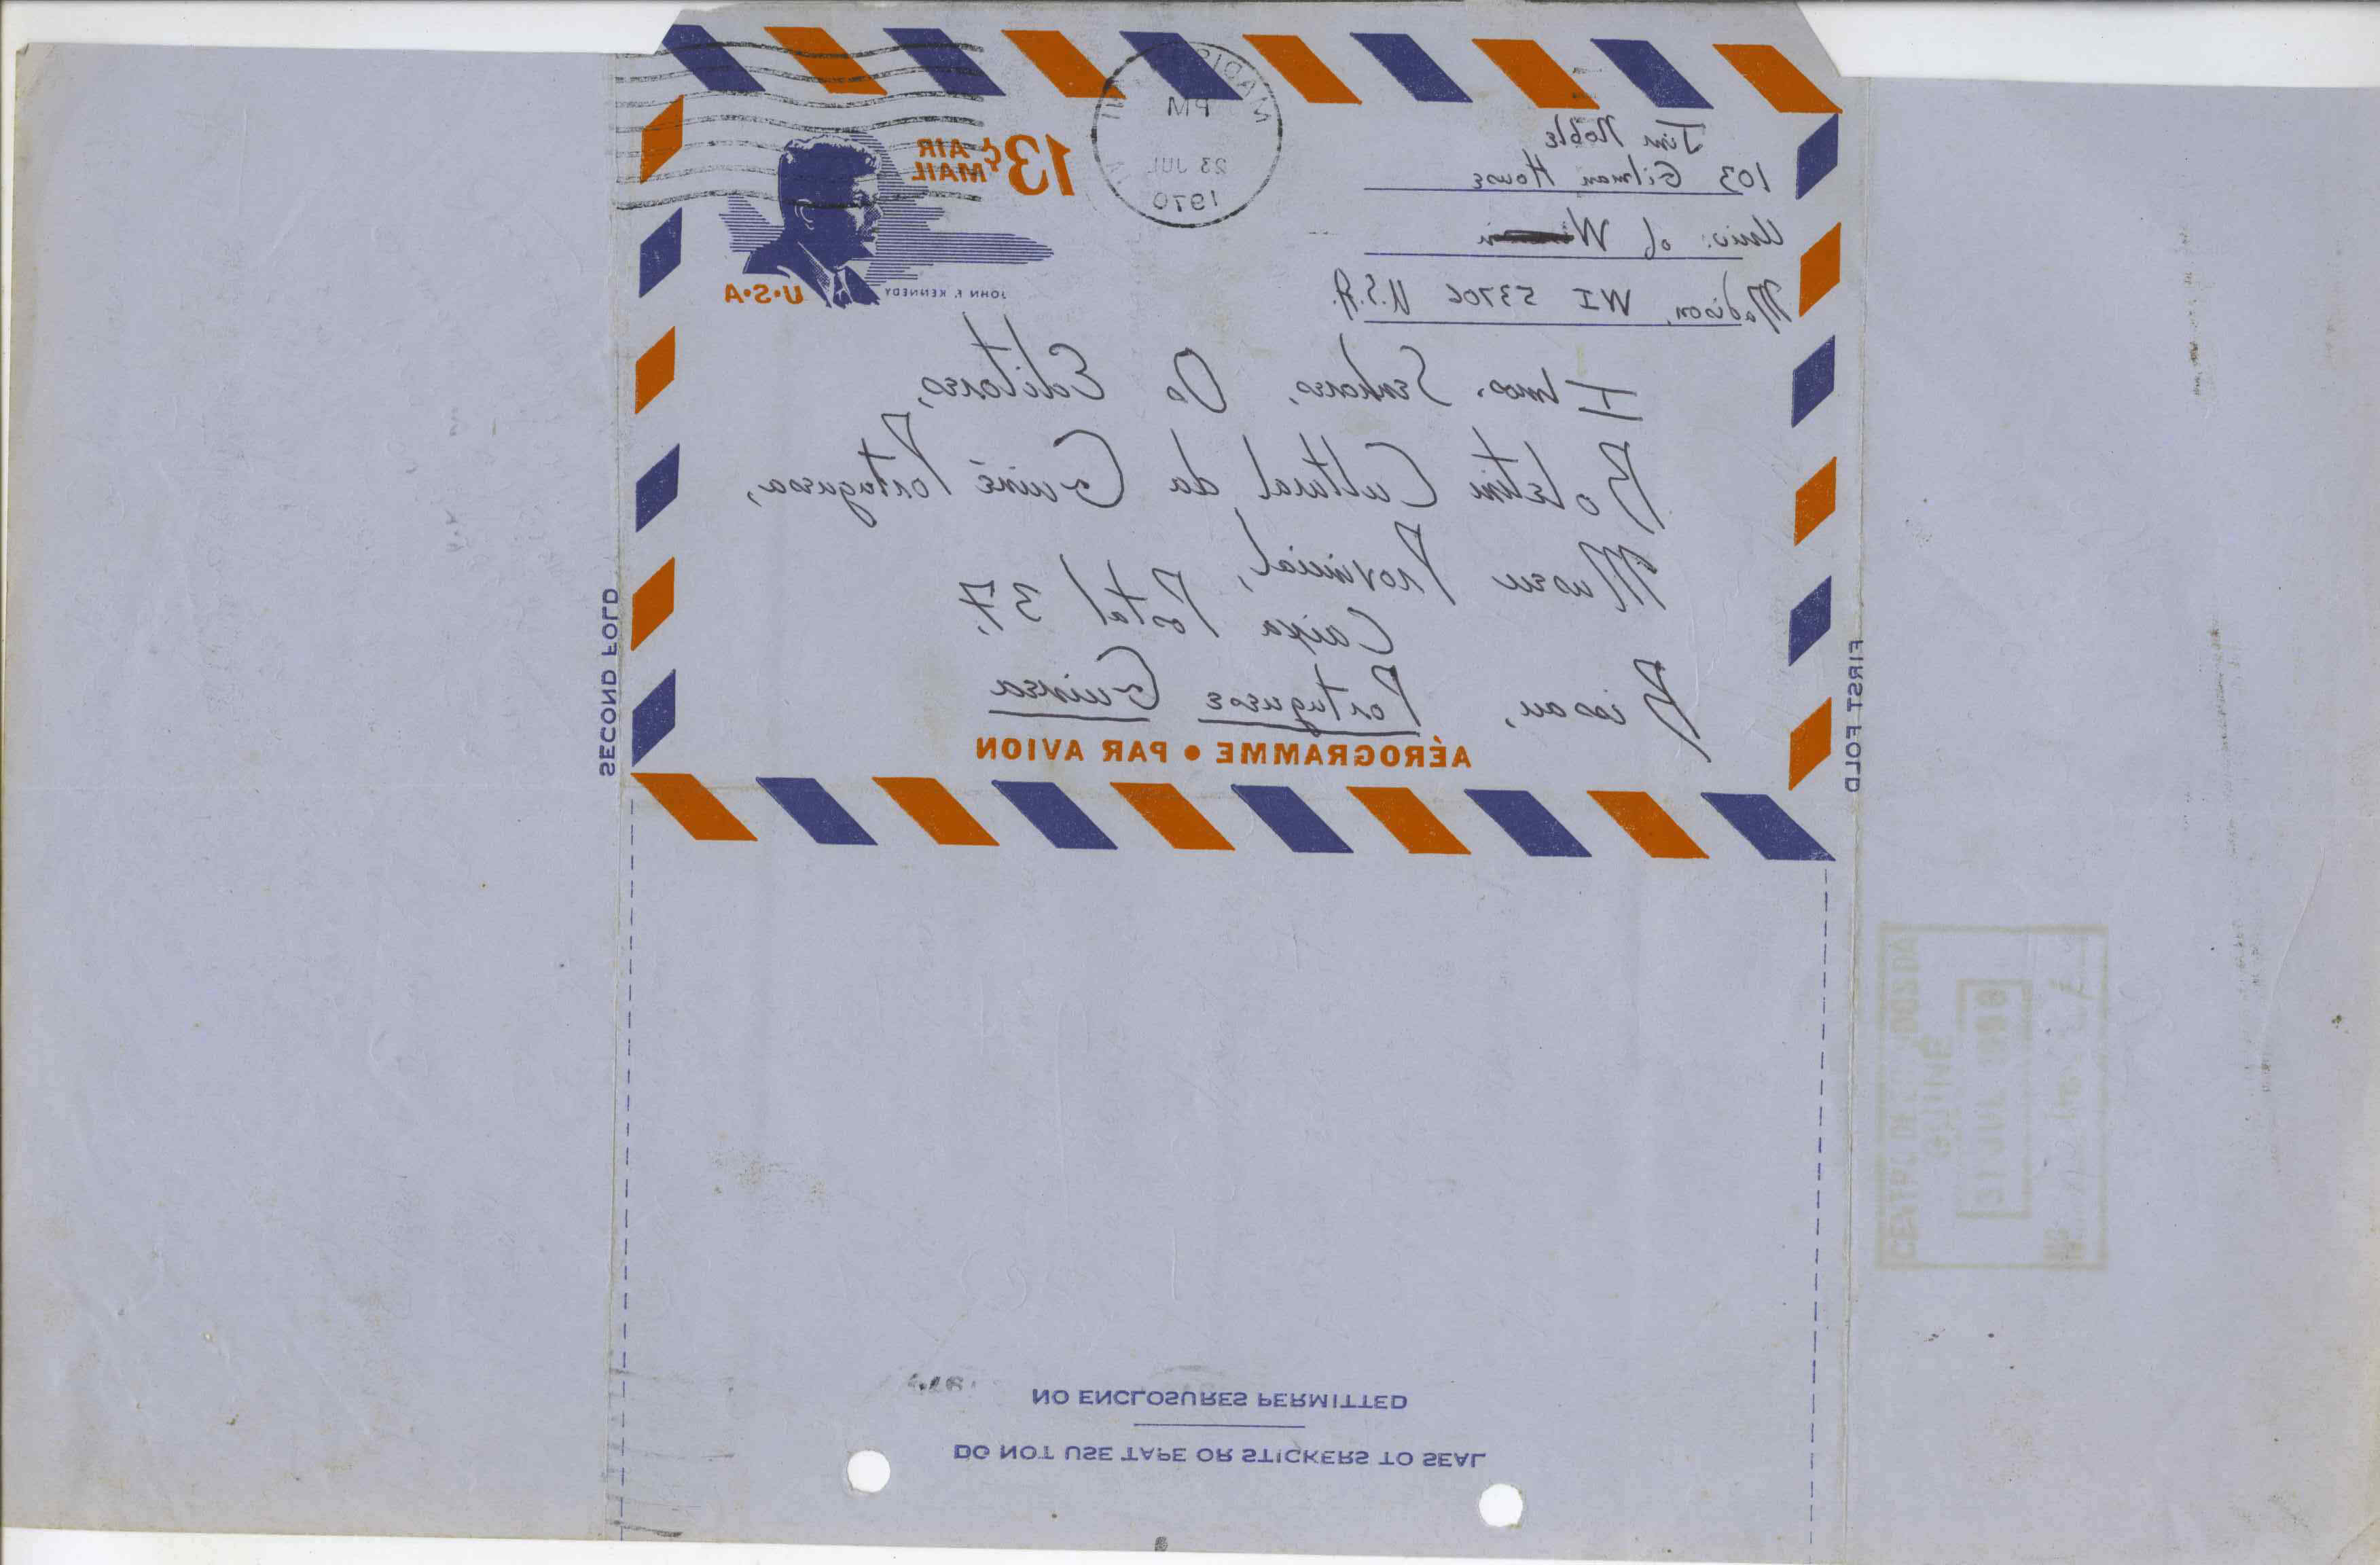 Jim Noble
103 Gilman House
Univ. of
Madison, WI 53706 U.S.A.
PM
23 JUL
1970
13¢ AIR
MAIL
JOHN F. KENNEDY
U·S·A
Ilmos. Senhores, Os Editores,
Boletim Cultural da Guiné Portuguesa,
Museu Provincial,
Caixa Postal 37,
Bissau, Portuguese Guinea
AÉROGRAMME • PAR AVION
SECOND FOLD
FIRST FOLD
GUINÉ
NO ENCLOSURES PERMITTED
DO NOT USE TAPE OR STICKERS TO SEAL